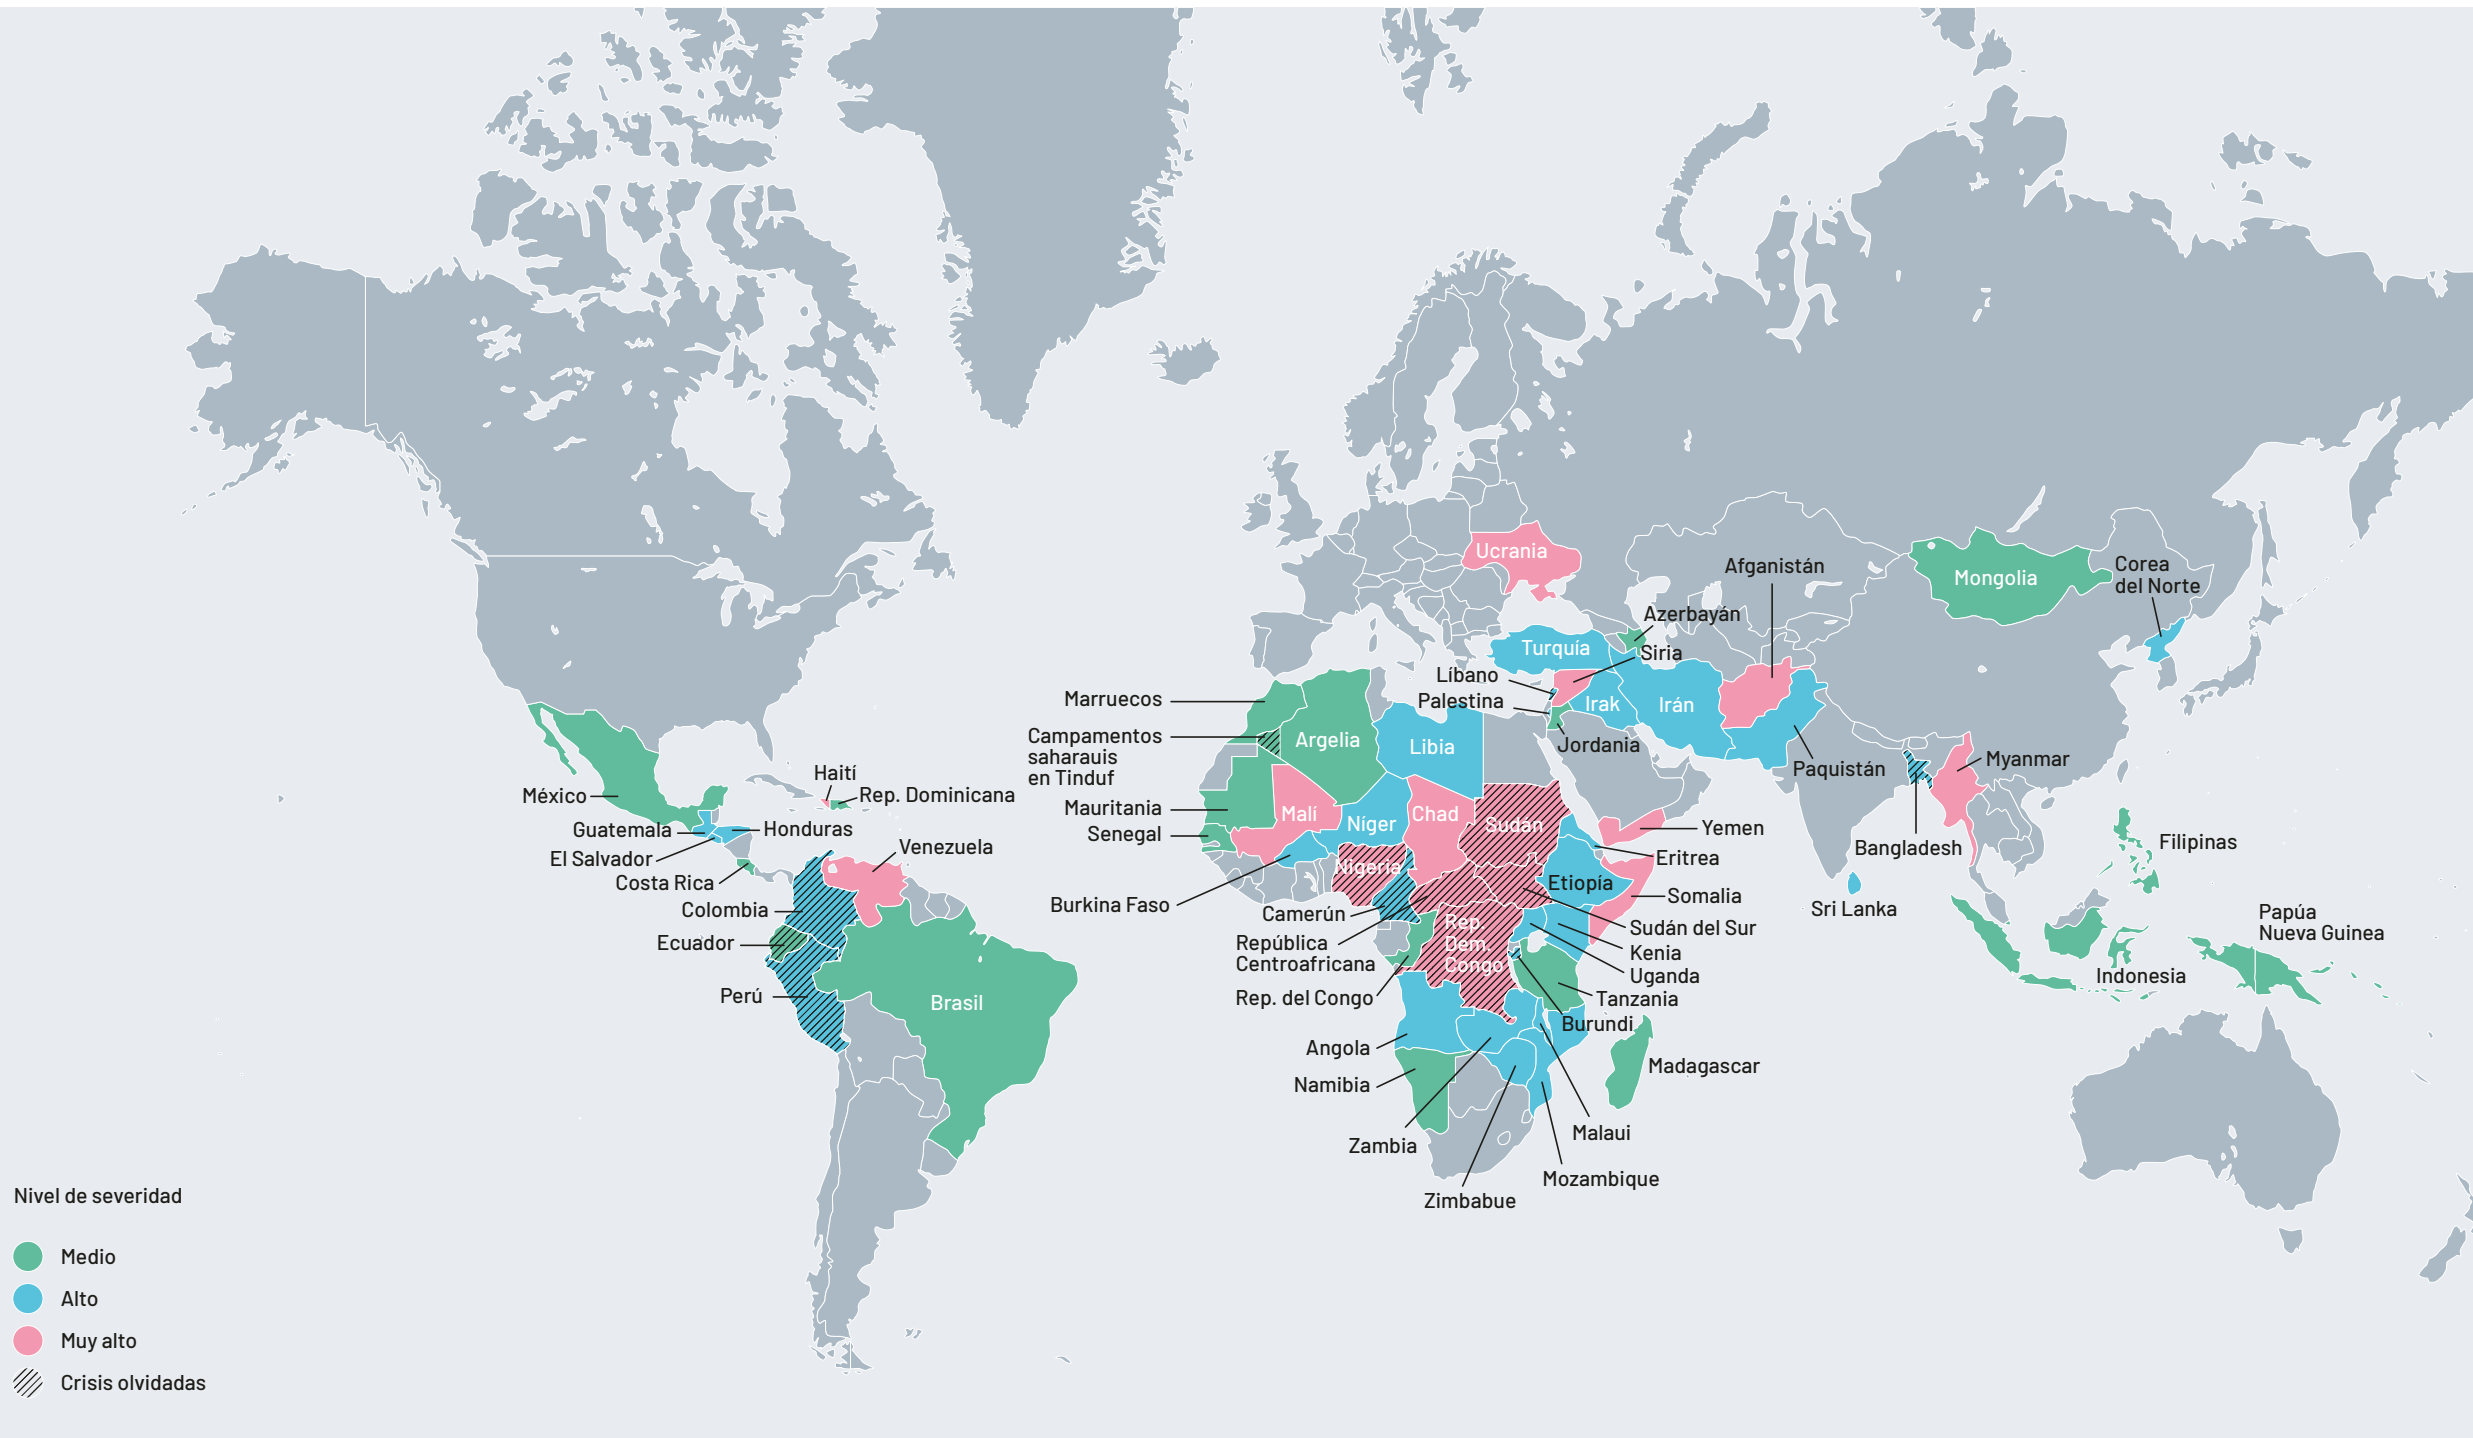 Ucrania
Afganistán
Mongolia
Corea
del Norte
Azerbayán
Turquía
Siria
Líbano
Palestina
Irak
Irán
Jordania
Paquistán
Myanmar
Bangladesh
Sri Lanka
Filipinas
Papúa
Nueva Guinea
Indonesia
Marruecos
Campamentos
saharauis
en Tinduf
Argelia
Libia
Mauritania
Senegal
Malí
Níger
Chad
Sudán
Nigeria
Yemen
Eritrea
Etiopía
Somalia
Burkina Faso
Camerún
República
Centroafricana
Rep. del Congo
Rep.
Dem.
Congo
Sudán del Sur
Kenia
Uganda
Tanzania
Burundi
Angola
Namibia
Zambia
Zimbabue
Mozambique
Malaui
Madagascar
México
Haití
Rep. Dominicana
Guatemala
Honduras
El Salvador
Costa Rica
Venezuela
Colombia
Ecuador
Perú
Brasil
Nivel de severidad
Medio
Alto
Muy alto
Crisis olvidadas